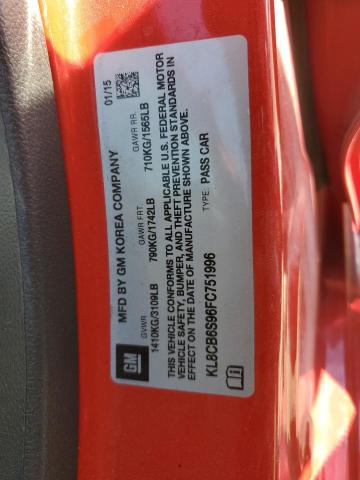 GM
MFD BY GM KOREA COMPANY
01/15
GVWR GAWR FRT. GAWR RR.
1410KG/3109LB 790KG/1742LB 710KG/1565LB
THIS VEHICLE CONFORMS TO ALL APPLICABLE U.S. FEDERAL MOTOR
VEHICLE SAFETY, BUMPER, AND THEFT PREVENTION STANDARDS IN
EFFECT ON THE DATE OF MANUFACTURE SHOWN ABOVE.
KL8CB6S96FC751996 TYPE: PASS CAR